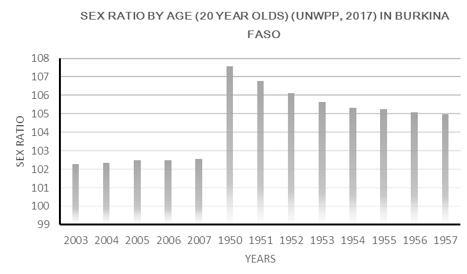 SEX RATIO BY AGE (20 YEAR OLDS) (UNWPP, 2017) IN BURKINA
FASO
108
107
106
105
104
103
102
101
100
99
SEX RATIO
2003 2004 2005 2006 2007 1950 1951 1952 1953 1954 1955 1956 1957
YEARS